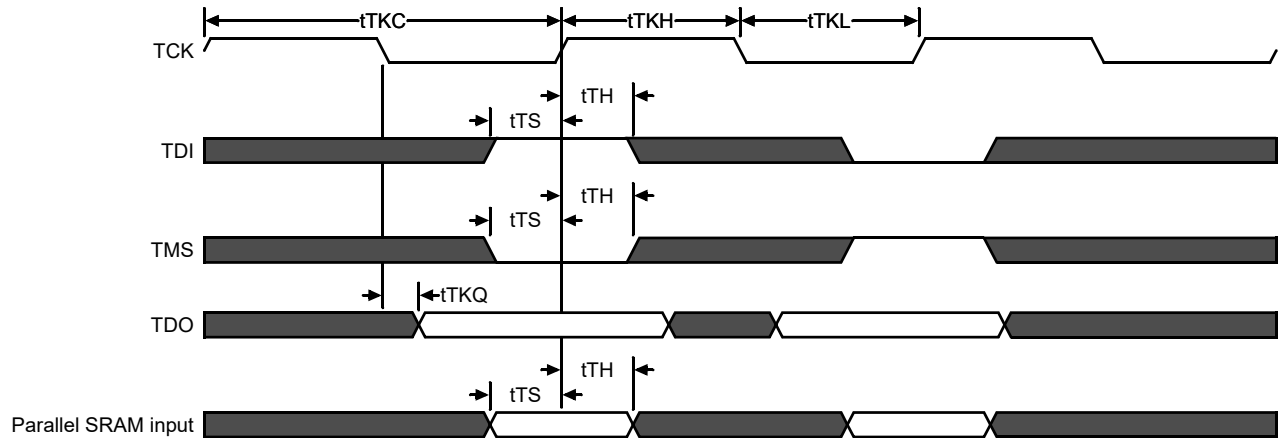 tTKC
tTKH
tTKL
TCK
tTH
tTS
TDI
tTH
tTS
TMS
tTKQ
TDO
tTH
tTS
Parallel SRAM input